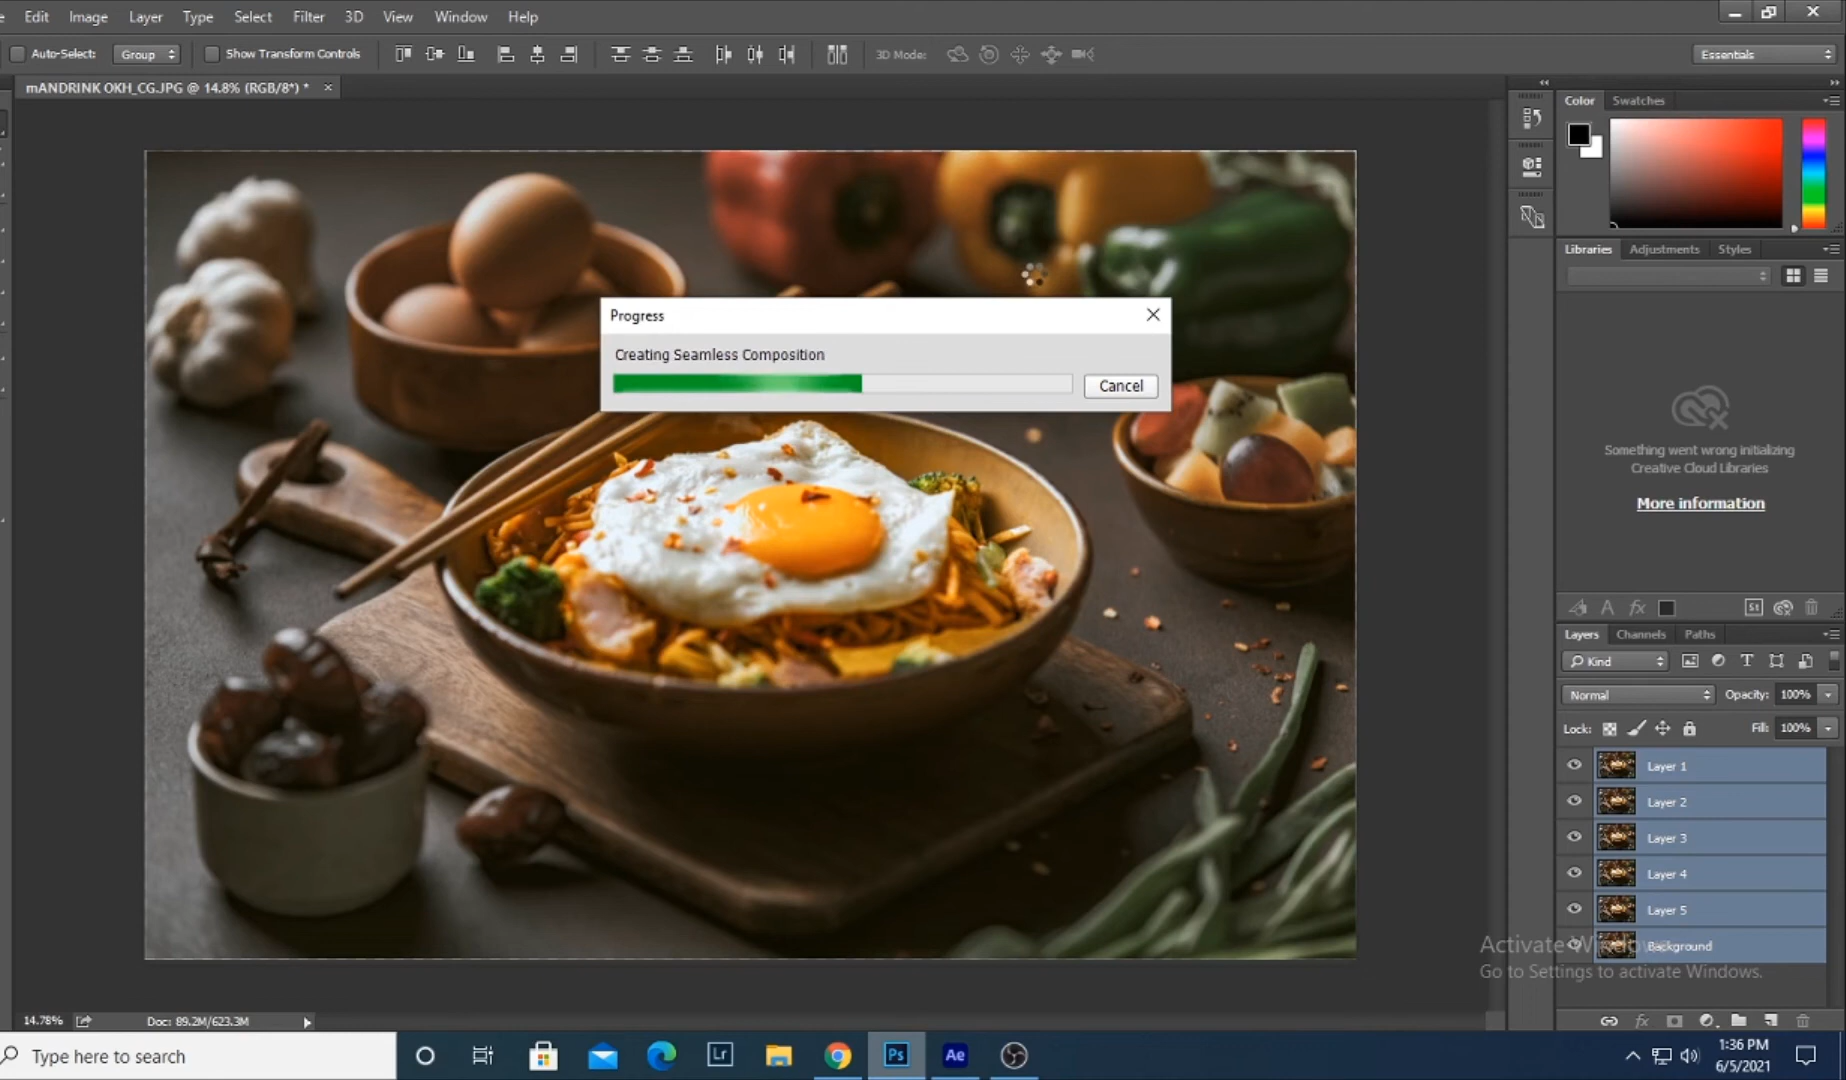 Edit Image Layer Type Select Filter 3D View Window Help
Auto-Select: Group Show Transform Controls 3D Mode: Essentials
mANDRINK OKH_CG.JPG @ 14.8% (RGB/8*) * ×
Color Swatches
Libraries Adjustments Styles
Progress
Creating Seamless Composition
Cancel
Something went wrong initializing
Creative Cloud Libraries
More information
St
Layers Channels Paths
Kind
Normal Opacity: 100%
Lock: Fill: 100%
Layer 1
Layer 2
Layer 3
Layer 4
Layer 5
Background
Activate Windows
Go to Settings to activate Windows.
14.78% Doc: 89.2M/623.3M
Type here to search
Lr Ps Ae
1:36 PM
6/5/2021